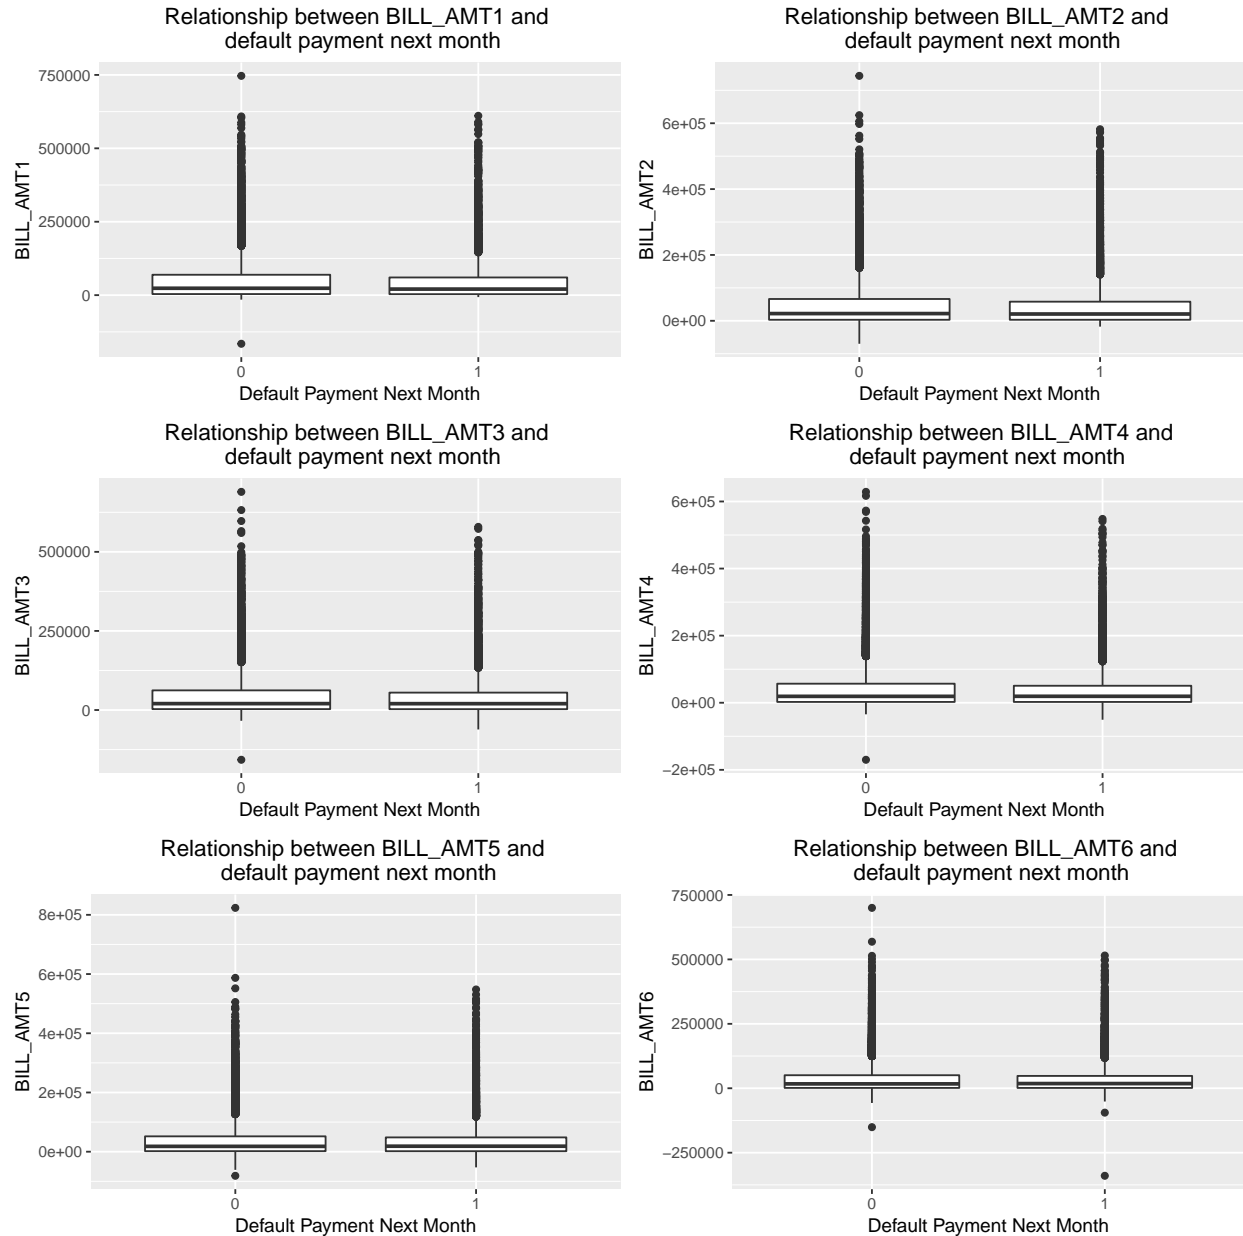 Relationship between BILL_AMT1 and
default payment next month
750000
500000
250000
0
BILL_AMT1
0
1
Default Payment Next Month
Relationship between BILL_AMT2 and
default payment next month
6e+05
4e+05
2e+05
0e+00
BILL_AMT2
0
1
Default Payment Next Month
Relationship between BILL_AMT3 and
default payment next month
500000
250000
0
BILL_AMT3
0
1
Default Payment Next Month
Relationship between BILL_AMT4 and
default payment next month
6e+05
4e+05
2e+05
0e+00
−2e+05
BILL_AMT4
0
1
Default Payment Next Month
Relationship between BILL_AMT5 and
default payment next month
8e+05
6e+05
4e+05
2e+05
0e+00
BILL_AMT5
0
1
Default Payment Next Month
Relationship between BILL_AMT6 and
default payment next month
750000
500000
250000
0
−250000
BILL_AMT6
0
1
Default Payment Next Month